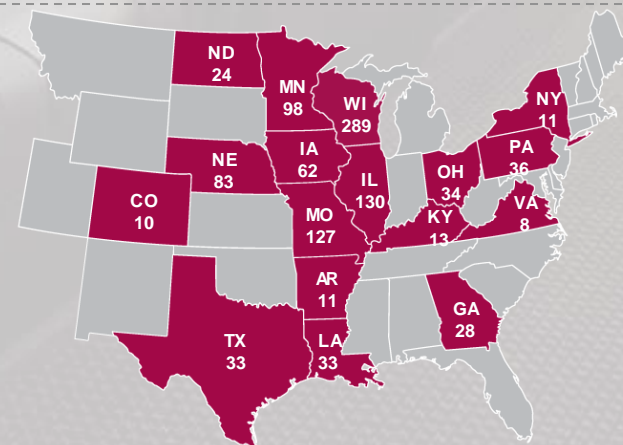 ND
24
MN
98
WI
289
NY
11
PA
36
IA
62
NE
83
IL
130
OH
34
CO
10
MO
127
KY
13
VA
8
AR
11
GA
28
TX
33
LA
33